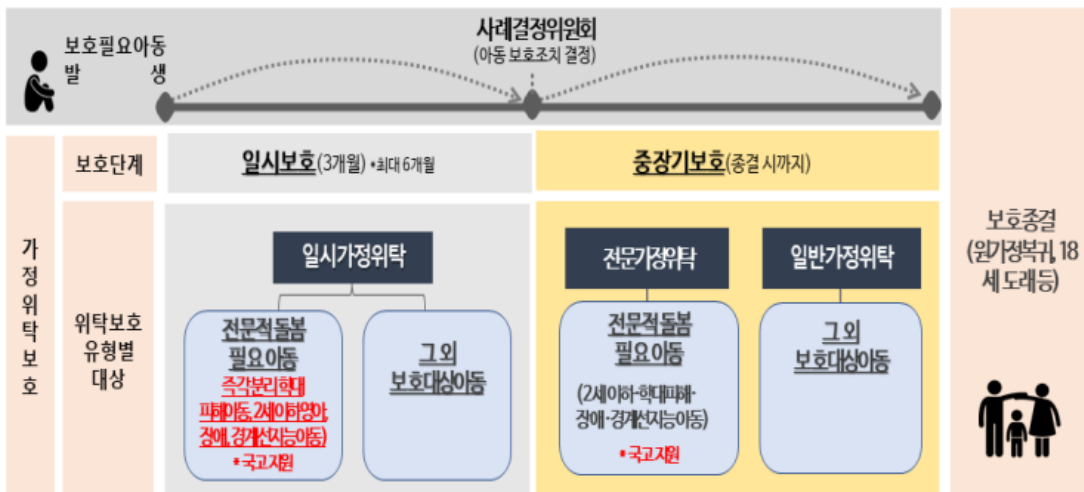 보호필요아동
발 생
사례결정위원회
(아동 보호조치 결정)
보호단계
일시보호(3개월) *최대 6개월
중장기보호(종결 시까지)
가정위탁보호
위탁보호
유형별
대상
일시가정위탁
전문적 돌봄
필요 아동
즉각분리 학대
피해아동, 2세이하 영아,
장애, 경계선지능아동)
* 국고지원
그 외
보호대상아동
전문가정위탁
전문적 돌봄
필요 아동
(2세이하·학대피해·
장애·경계선지능아동)
* 국고지원
일반가정위탁
그 외
보호대상아동
보호종결
(원가정복귀, 18
세 도래 등)